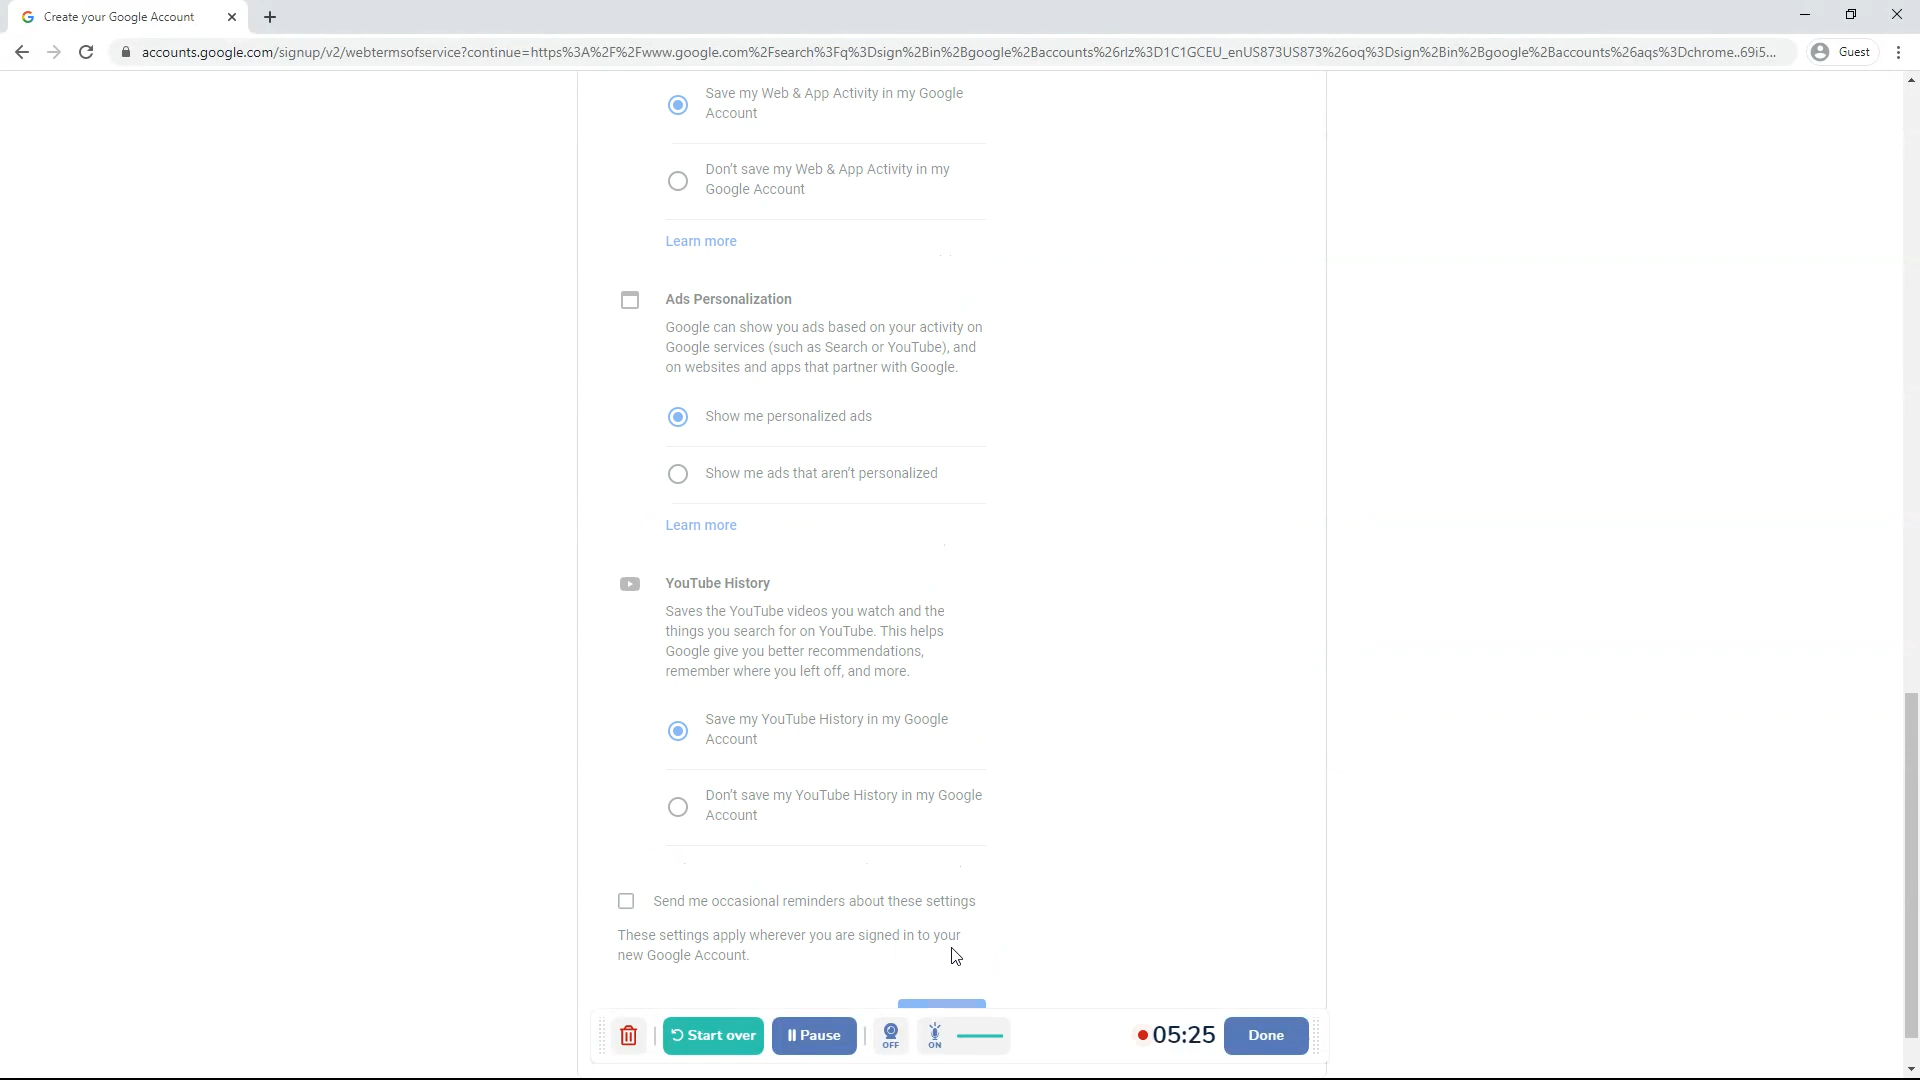 Create your Google Account
accounts.google.com/signup/v2/webtermsofservice?continue=https%3A%2F%2Fwww.google.com%2Fsearch%3Fq%3Dsign%2Bin%2Bgoogle%2Baccounts%26rlz%3D1C1GCEU_enUS873US873%26oq%3Dsign%2Bin%2Bgoogle%2Baccounts%26aqs%3Dchrome..69i5...
Guest
Save my Web & App Activity in my Google
Account
Don't save my Web & App Activity in my
Google Account
Learn more
Ads Personalization
Google can show you ads based on your activity on
Google services (such as Search or YouTube), and
on websites and apps that partner with Google.
Show me personalized ads
Show me ads that aren't personalized
Learn more
YouTube History
Saves the YouTube videos you watch and the
things you search for on YouTube. This helps
Google give you better recommendations,
remember where you left off, and more.
Save my YouTube History in my Google
Account
Don't save my YouTube History in my Google
Account
Send me occasional reminders about these settings
These settings apply wherever you are signed in to your
new Google Account.
Start over
Pause
OFF
ON
05:25
Done